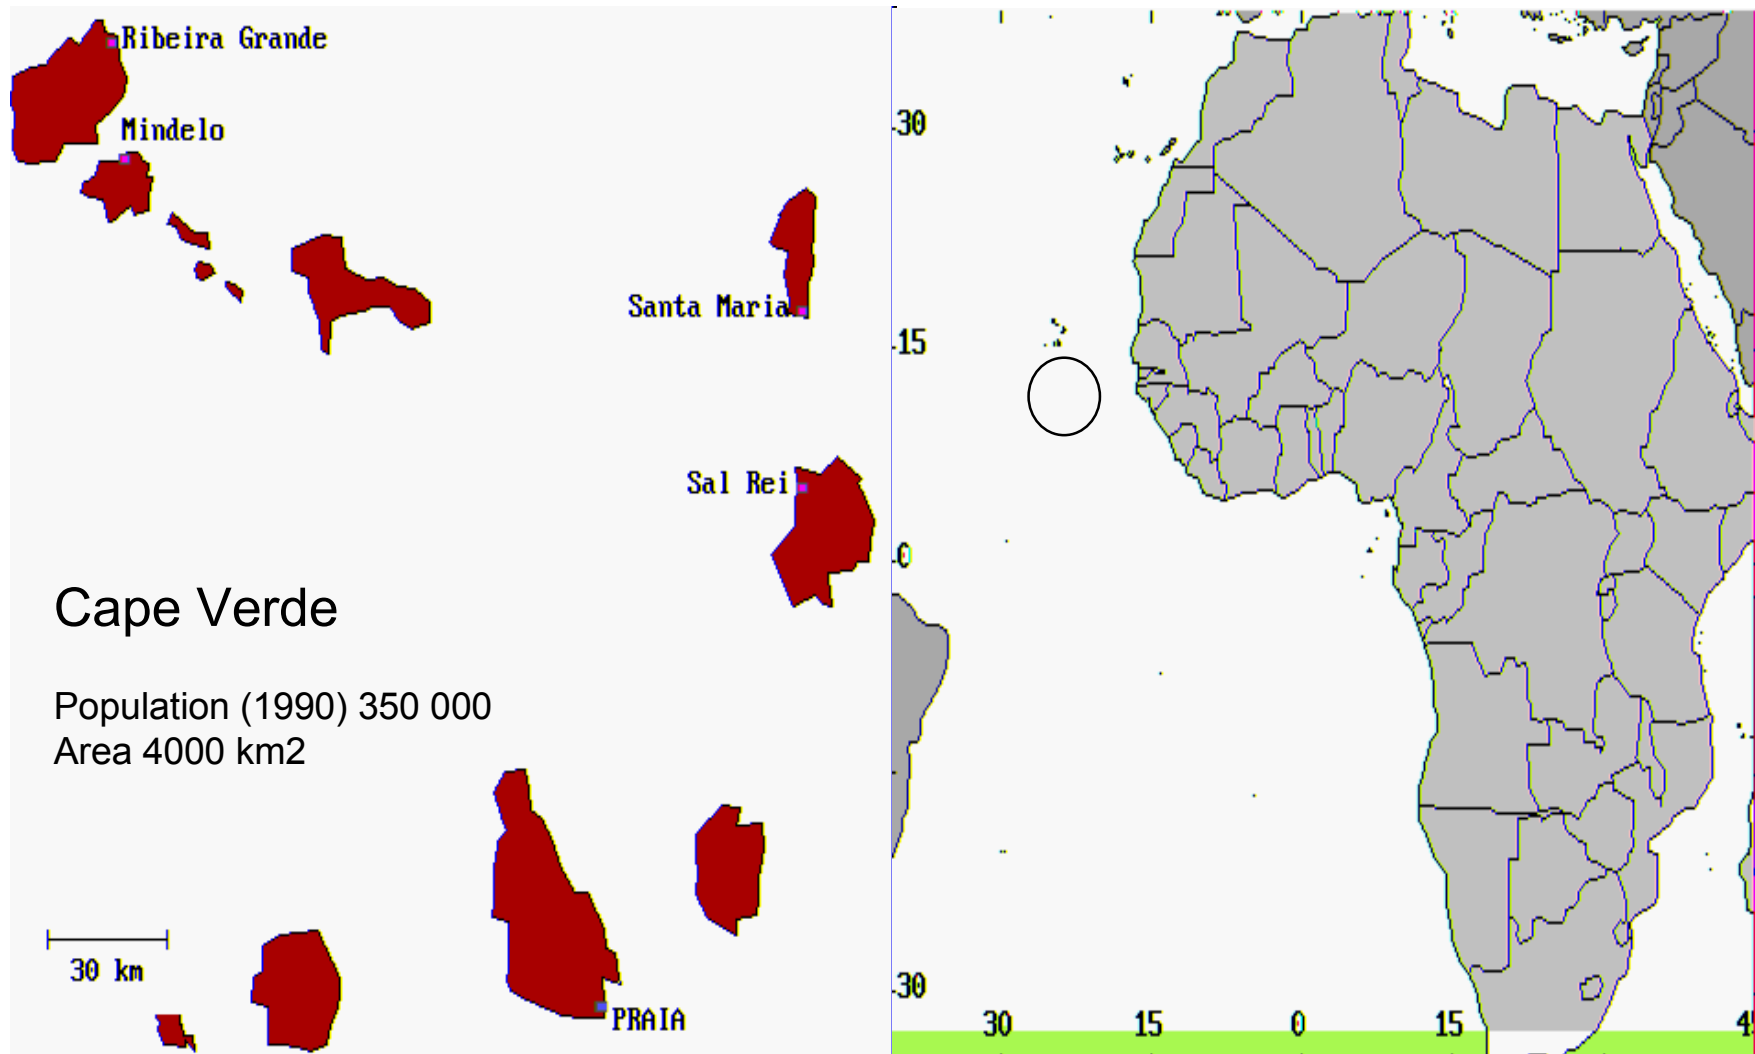 Ribeira Grande
Mindelo
Santa Maria
Sal Rei
Cape Verde
Population (1990) 350 000
Area 4000 km2
30 km
PRAIA
30
15
0
30
30
15
0
15